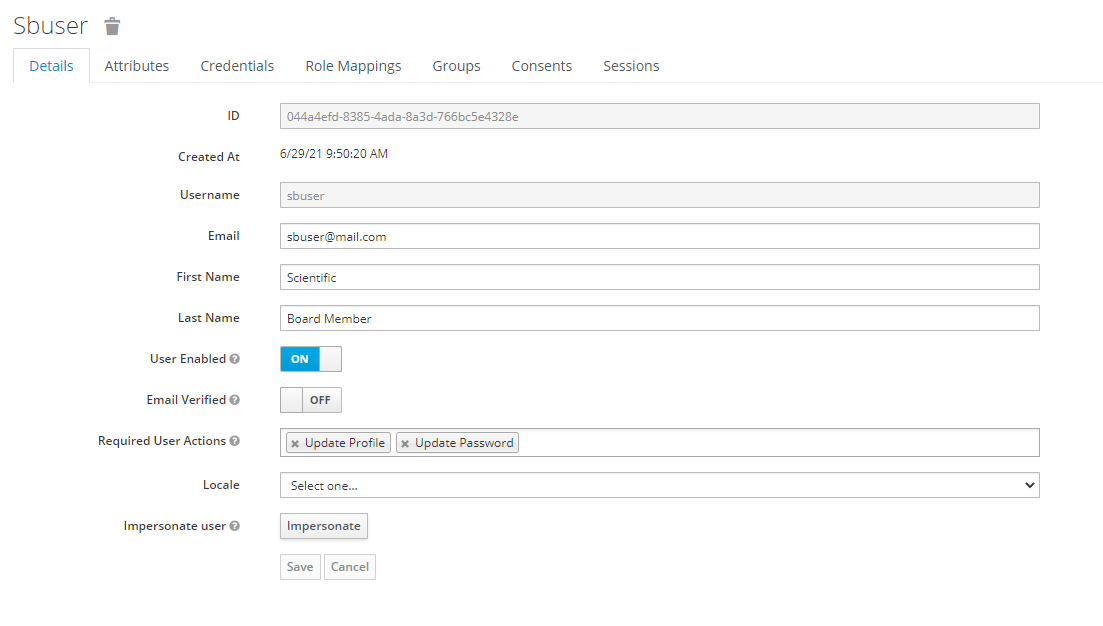 Sbuser
Details Attributes Credentials Role Mappings Groups Consents Sessions
ID 044a4efd-8385-4ada-8a3d-766bc5e4328e
Created At 6/29/21 9:50:20 AM
Username sbuser
Email sbuser@mail.com
First Name Scientific
Last Name Board Member
User Enabled ON
Email Verified OFF
Required User Actions Update Profile Update Password
Locale Select one...
Impersonate user Impersonate
Save Cancel